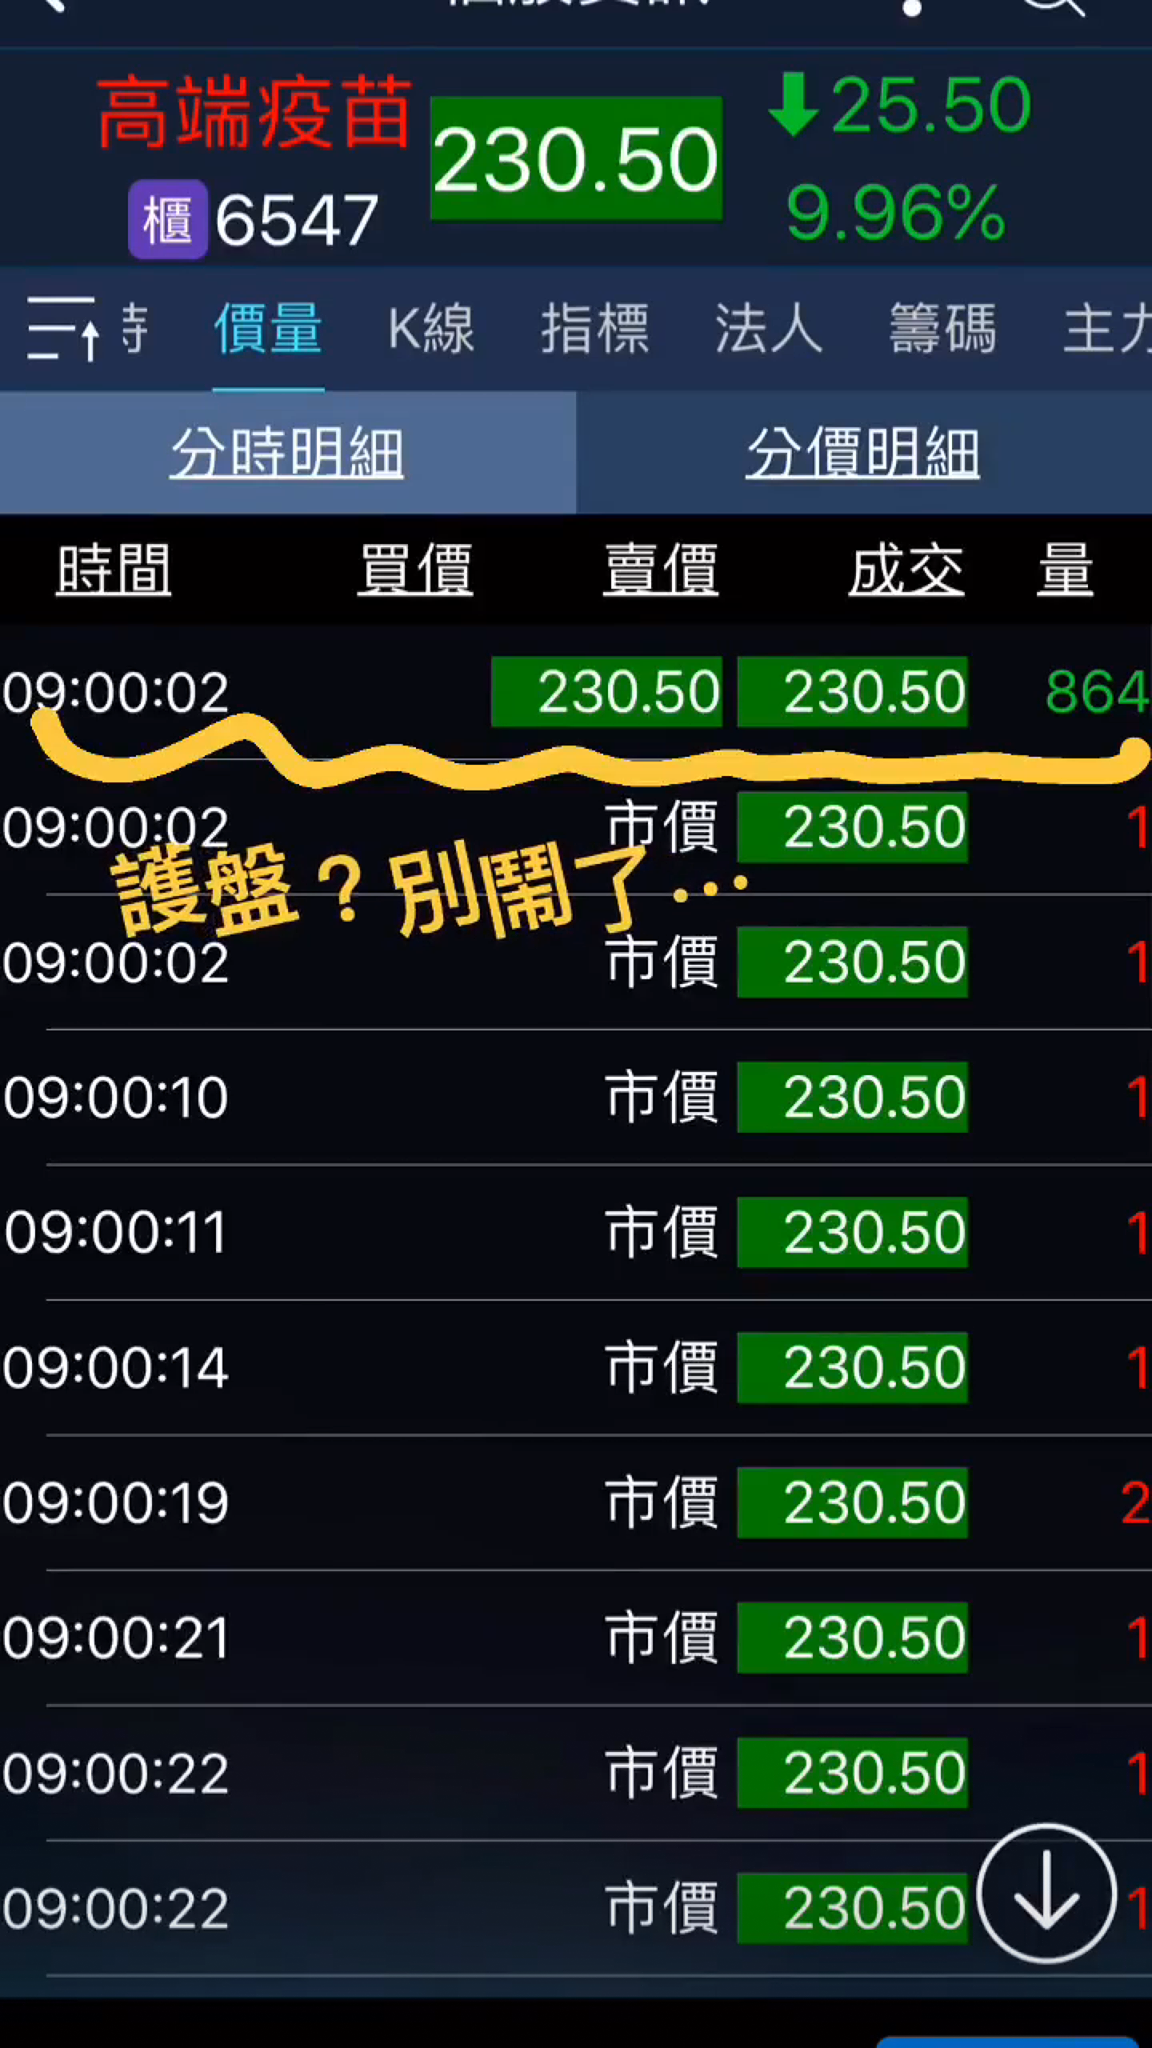 高端疫苗
230.50
25.50
櫃 6547
9.96%
價量 K線 指標 法人 籌碼
分時明細 分價明細
時間 買價 賣價 成交 量
09:00:02 230.50 230.50 864
09:00:02 市價 230.50 1
護盤？別鬧了…
09:00:02 市價 230.50 1
09:00:10 市價 230.50 1
09:00:11 市價 230.50 1
09:00:14 市價 230.50 1
09:00:19 市價 230.50 2
09:00:21 市價 230.50 1
09:00:22 市價 230.50 1
09:00:22 市價 230.50 1